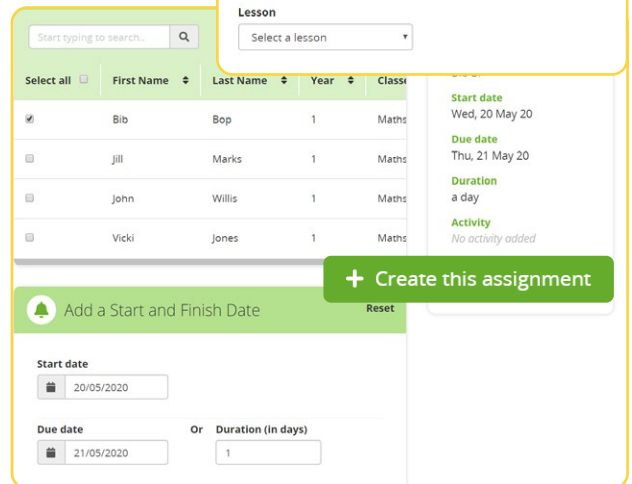 Lesson
Select a lesson
Start typing to search..
Select all First Name Last Name Year Classe
Bib Bop 1 Maths
Jill Marks 1 Maths
John Willis 1 Maths
Vicki Jones 1 Maths
Start date
Wed, 20 May 20
Due date
Thu, 21 May 20
Duration
a day
Activity
No activity added
+ Create this assignment
Add a Start and Finish Date Reset
Start date
20/05/2020
Due date Or Duration (in days)
21/05/2020 1